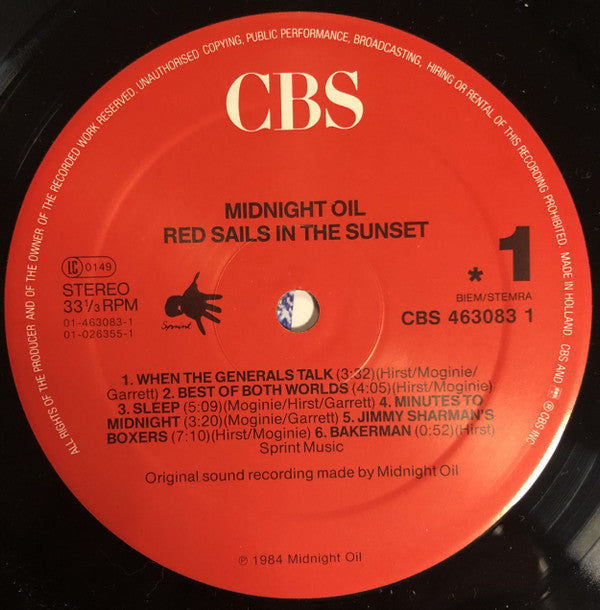 ALL RIGHTS OF THE PRODUCER AND OF THE OWNER OF THE RECORDED WORK RESERVED. UNAUTHORISED COPYING, PUBLIC PERFORMANCE, BROADCASTING, HIRING OR RENTAL OF THIS RECORDING PROHIBITED. MADE IN HOLLAND. CBS AND ℗ CBS INC.
CBS
MIDNIGHT OIL
RED SAILS IN THE SUNSET
LC 0149
STEREO
33 1/3 RPM
01-463083-1
01-026355-1
Sprint
* 1
BIEM/STEMRA
CBS 463083 1
1. WHEN THE GENERALS TALK (3:32)(Hirst/Moginie/
Garrett) 2. BEST OF BOTH WORLDS (4:05)(Hirst/Moginie)
3. SLEEP (5:09)(Moginie/Hirst/Garrett) 4. MINUTES TO
MIDNIGHT (3:20)(Moginie/Garrett) 5. JIMMY SHARMAN'S
BOXERS (7:10)(Hirst/Moginie) 6. BAKERMAN (0:52)(Hirst)
Sprint Music
Original sound recording made by Midnight Oil
℗ 1984 Midnight Oil